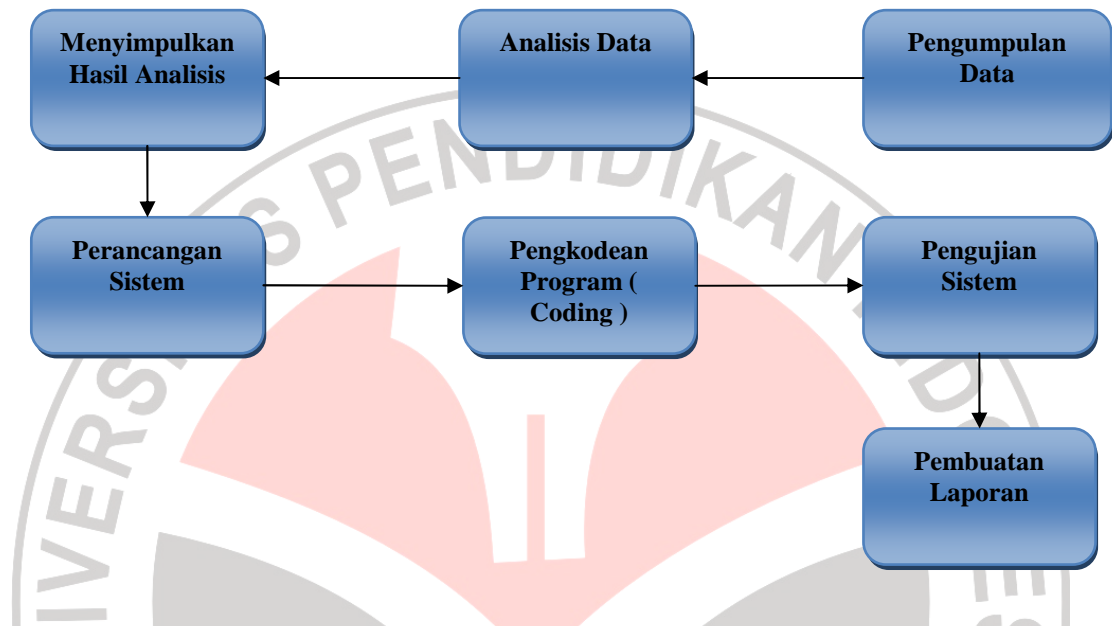 Menyimpulkan
Hasil Analisis
Analisis Data
Pengumpulan
Data
Perancangan
Sistem
Pengkodean
Program (
Coding )
Pengujian
Sistem
Pembuatan
Laporan
PENDIDIKAN